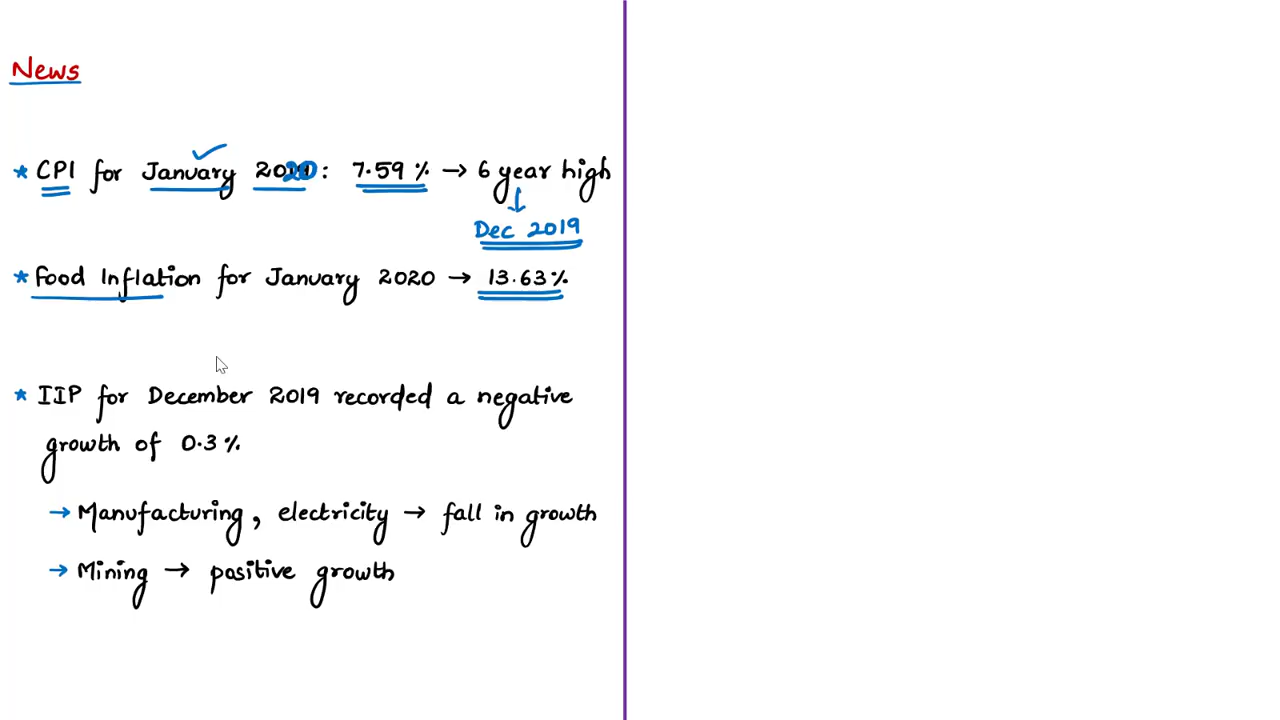 News
* CPI for January 2020 : 7.59 % → 6 year high
Dec 2019
* Food Inflation for January 2020 → 13.63%
* IIP for December 2019 recorded a negative
growth of 0.3 %
→ Manufacturing, electricity → fall in growth
→ Mining → positive growth